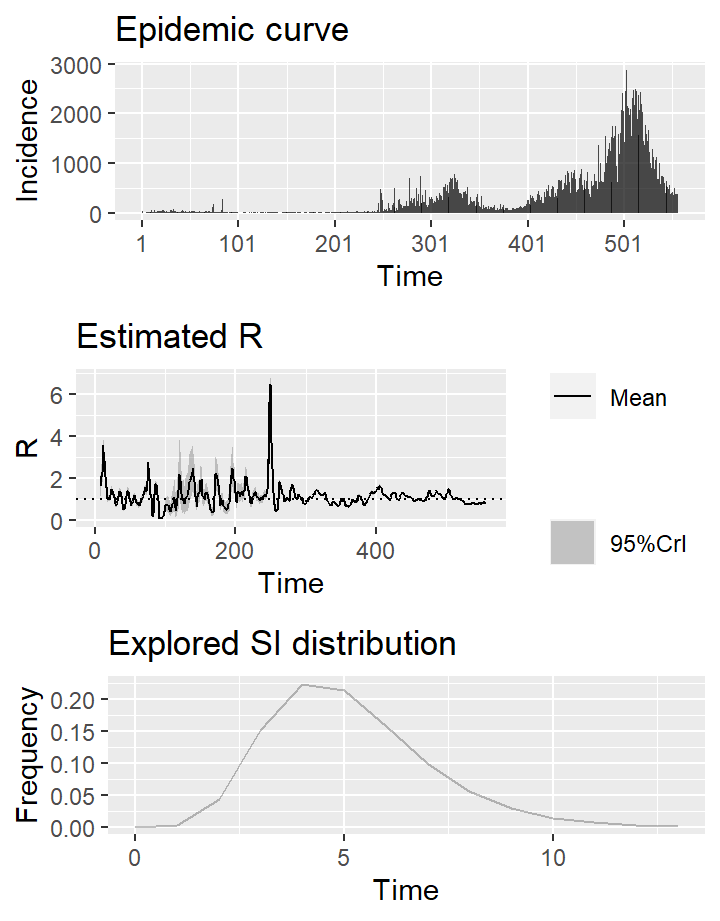 Epidemic curve
Incidence
3000
2000
1000
0
1 101 201 301 401 501
Time
Estimated R
R
6
4
2
0
0 200 400
Time
Mean
95%CrI
Explored SI distribution
Frequency
0.20
0.15
0.10
0.05
0.00
0 5 10
Time